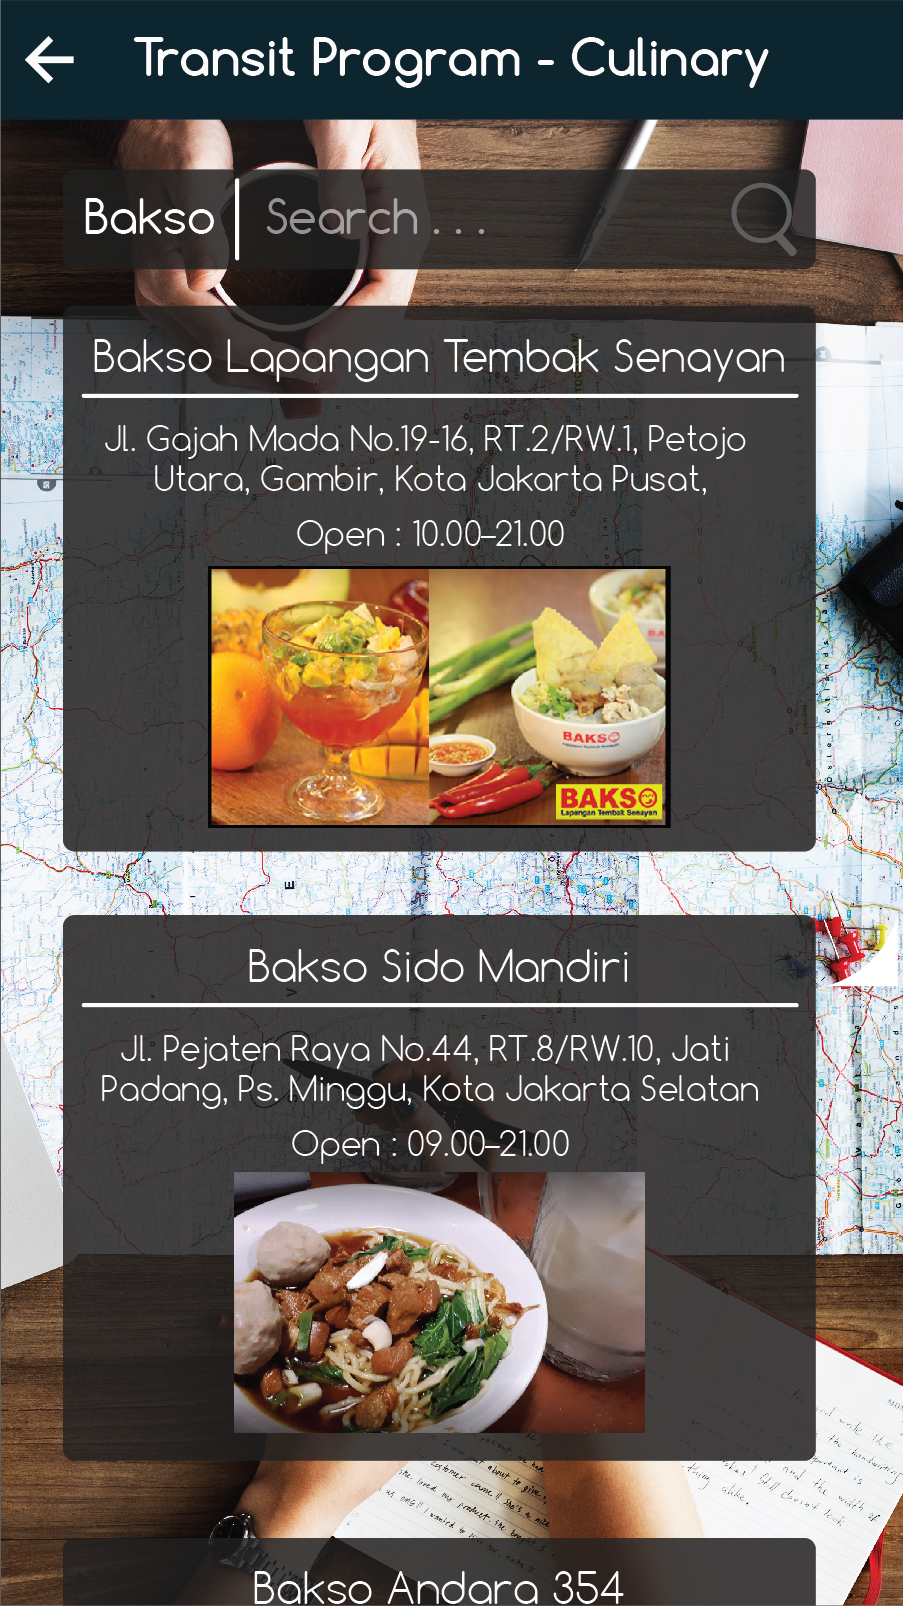 Transit Program - Culinary
Bakso
Search . . .
Bakso Lapangan Tembak Senayan
Jl. Gajah Mada No.19-16, RT.2/RW.1, Petojo
Utara, Gambir, Kota Jakarta Pusat,
Open : 10.00–21.00
BAKSO
Lapangan Tembak Senayan
BAKSO
Lapangan Tembak Senayan
Bakso Sido Mandiri
Jl. Pejaten Raya No.44, RT.8/RW.10, Jati
Padang, Ps. Minggu, Kota Jakarta Selatan
Open : 09.00–21.00
Bakso Andara 354